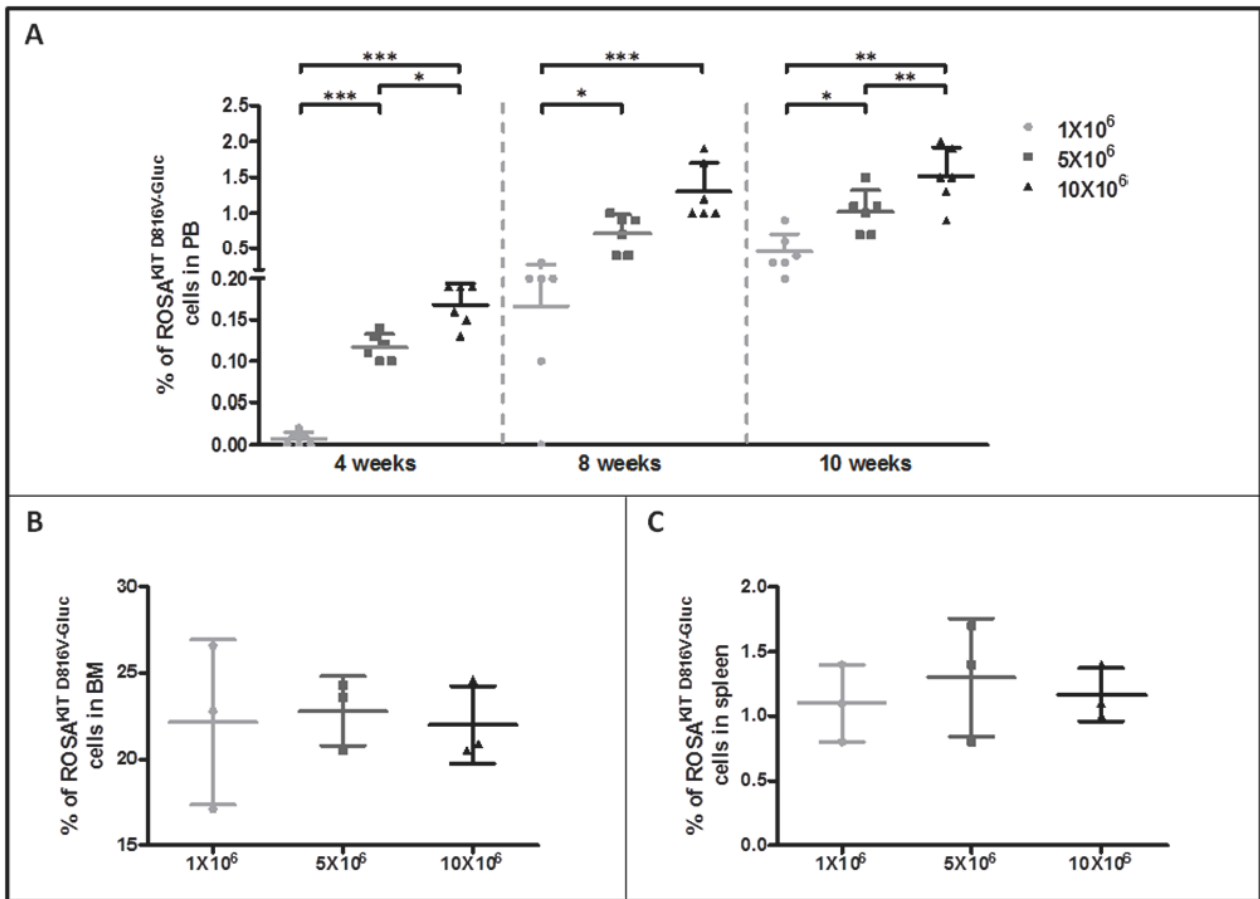 A
*** *** **
* **
*** * *
2.5
2.0
1.5
1.0
0.5
0.20
0.15
0.10
0.05
0.00
% of ROSA^KIT D816V-Gluc
cells in PB
4 weeks 8 weeks 10 weeks
1X10^6
5X10^6
10X10^6
B
30
25
20
15
% of ROSA^KIT D816V-Gluc
cells in BM
1X10^6 5X10^6 10X10^6
C
2.0
1.5
1.0
0.5
0.0
% of ROSA^KIT D816V-Gluc
cells in spleen
1X10^6 5X10^6 10X10^6